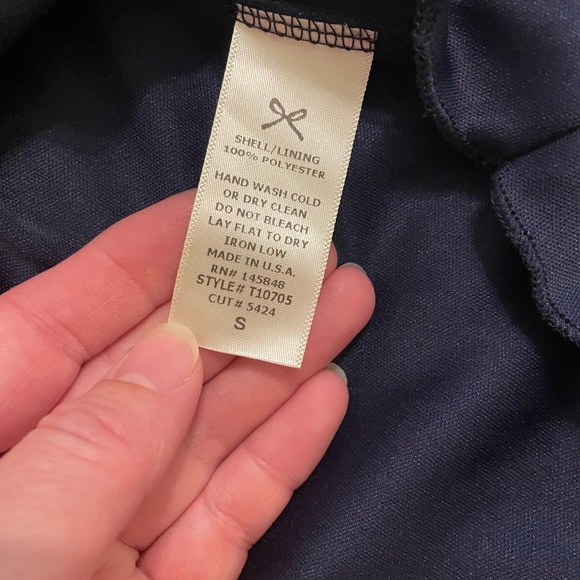 SHELL/LINING
100% POLYESTER
HAND WASH COLD
OR DRY CLEAN
DO NOT BLEACH
LAY FLAT TO DRY
IRON LOW
MADE IN U.S.A.
RN# 145848
STYLE# T10705
CUT# 5424
S